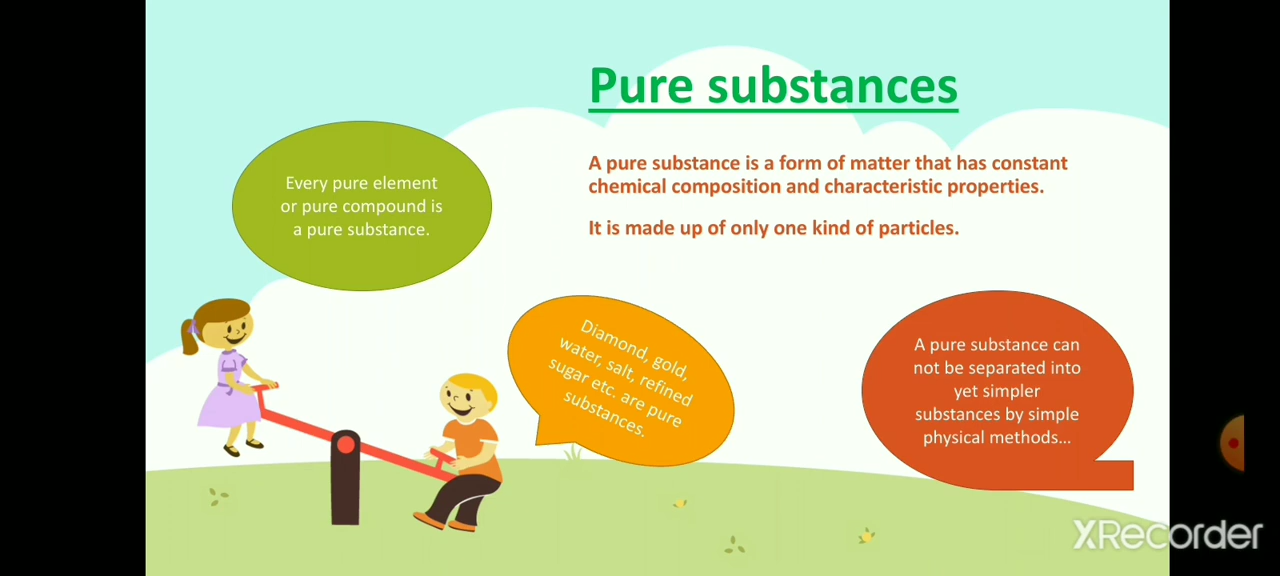 Pure substances
Every pure element
or pure compound is
a pure substance.
A pure substance is a form of matter that has constant
chemical composition and characteristic properties.
It is made up of only one kind of particles.
Diamond, gold,
water, salt, refined
sugar etc. are pure
substances.
A pure substance can
not be separated into
yet simpler
substances by simple
physical methods...
XRecorder